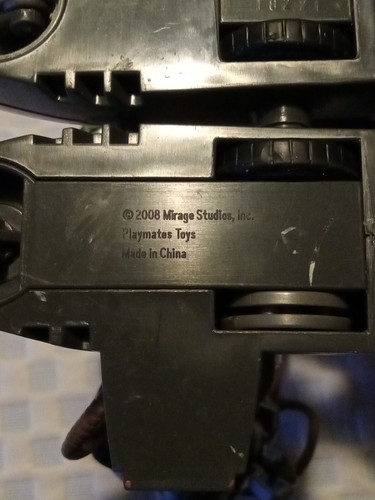 © 2008 Mirage Studios, Inc.
Playmates Toys
Made in China